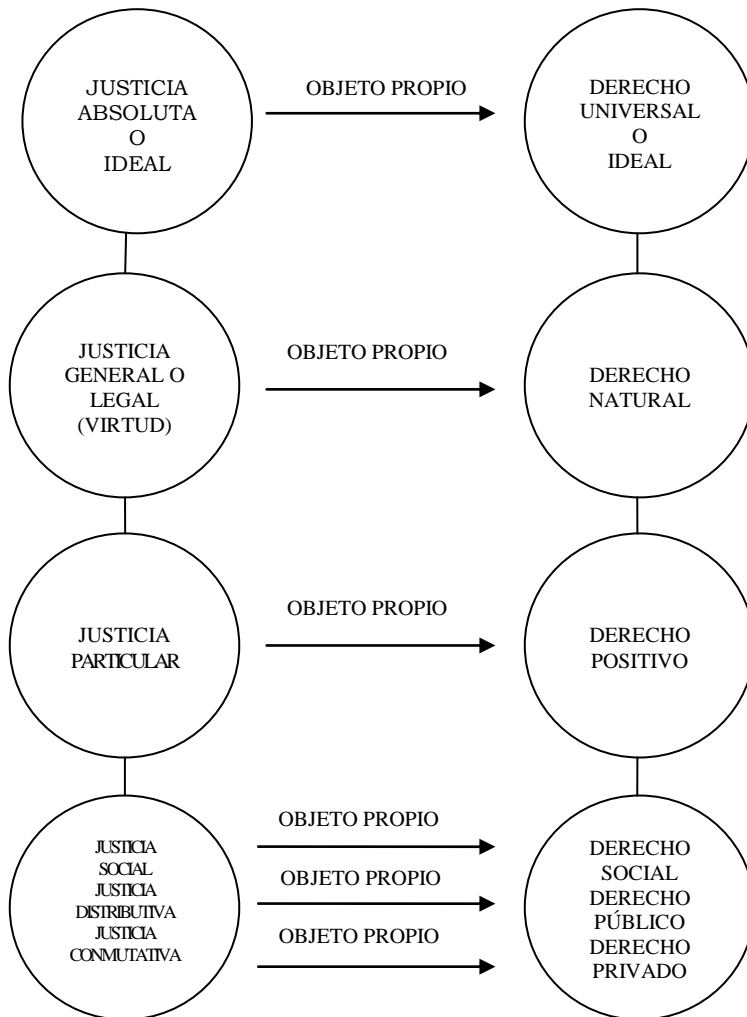 JUSTICIA
ABSOLUTA
O
IDEAL
OBJETO PROPIO
DERECHO
UNIVERSAL
O
IDEAL
JUSTICIA
GENERAL O
LEGAL
(VIRTUD)
OBJETO PROPIO
DERECHO
NATURAL
JUSTICIA
PARTICULAR
OBJETO PROPIO
DERECHO
POSITIVO
JUSTICIA
SOCIAL
JUSTICIA
DISTRIBUTIVA
JUSTICIA
CONMUTATIVA
OBJETO PROPIO
OBJETO PROPIO
OBJETO PROPIO
DERECHO
SOCIAL
DERECHO
PÚBLICO
DERECHO
PRIVADO